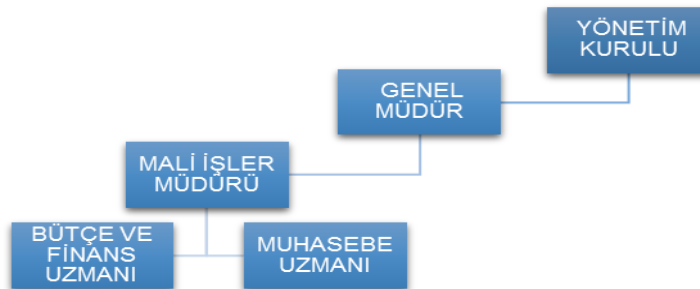 YÖNETİM
KURULU
GENEL
MÜDÜR
MALİ İŞLER
MÜDÜRÜ
BÜTÇE VE
FİNANS
UZMANI
MUHASEBE
UZMANI